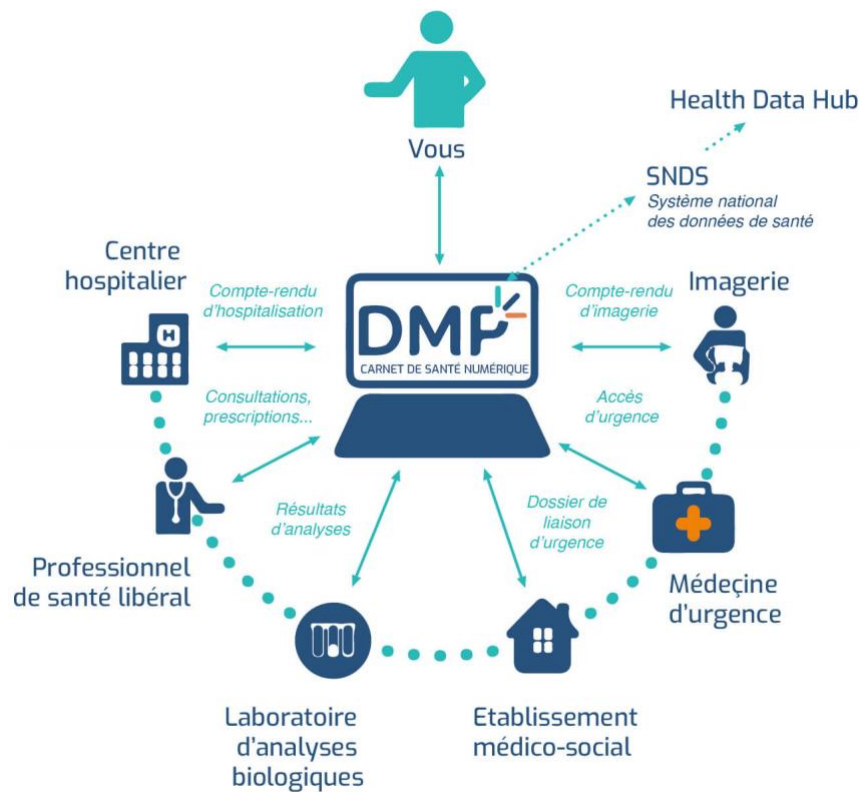 Vous
Health Data Hub
SNDS
Système national
des données de santé
Centre
hospitalier
Compte-rendu
d'hospitalisation
DMP
CARNET DE SANTÉ NUMÉRIQUE
Compte-rendu
d'imagerie
Imagerie
H
Consultations,
prescriptions...
Accès
d'urgence
Professionnel
de santé libéral
Résultats
d'analyses
Dossier de
liaison
d'urgence
Médeçine
d'urgence
Laboratoire
d'analyses
biologiques
Etablissement
médico-social